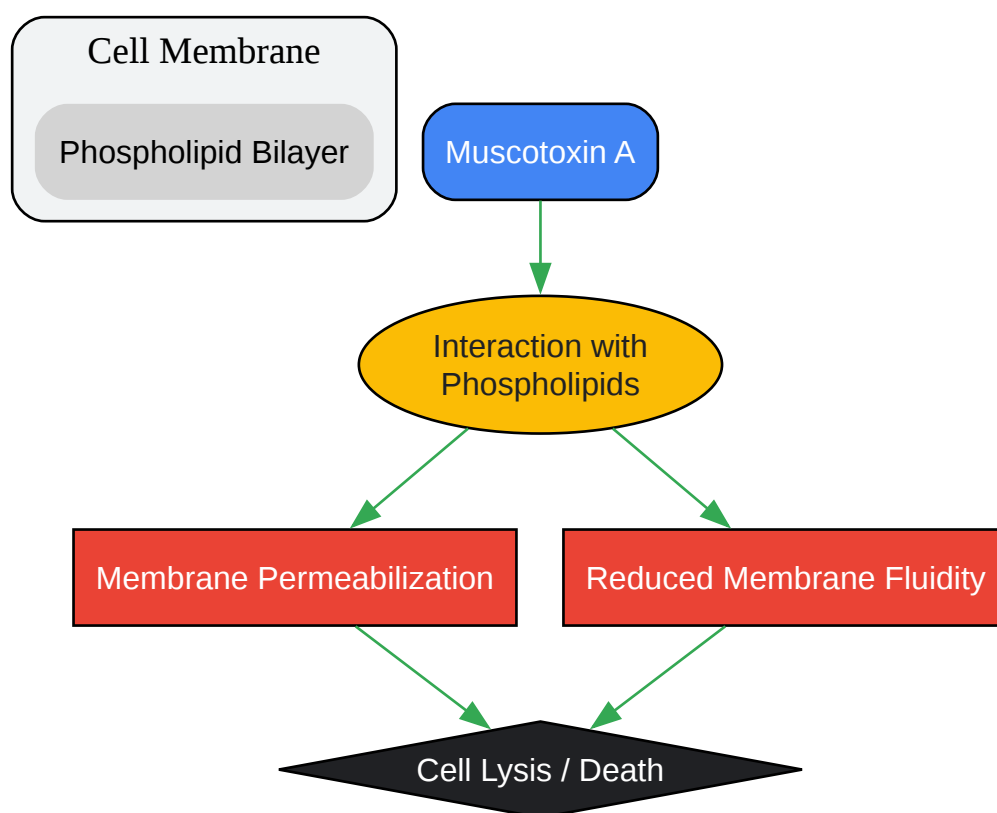 Cell Membrane
Phospholipid Bilayer
Muscotoxin A
Interaction with
Phospholipids
Membrane Permeabilization
Reduced Membrane Fluidity
Cell Lysis / Death